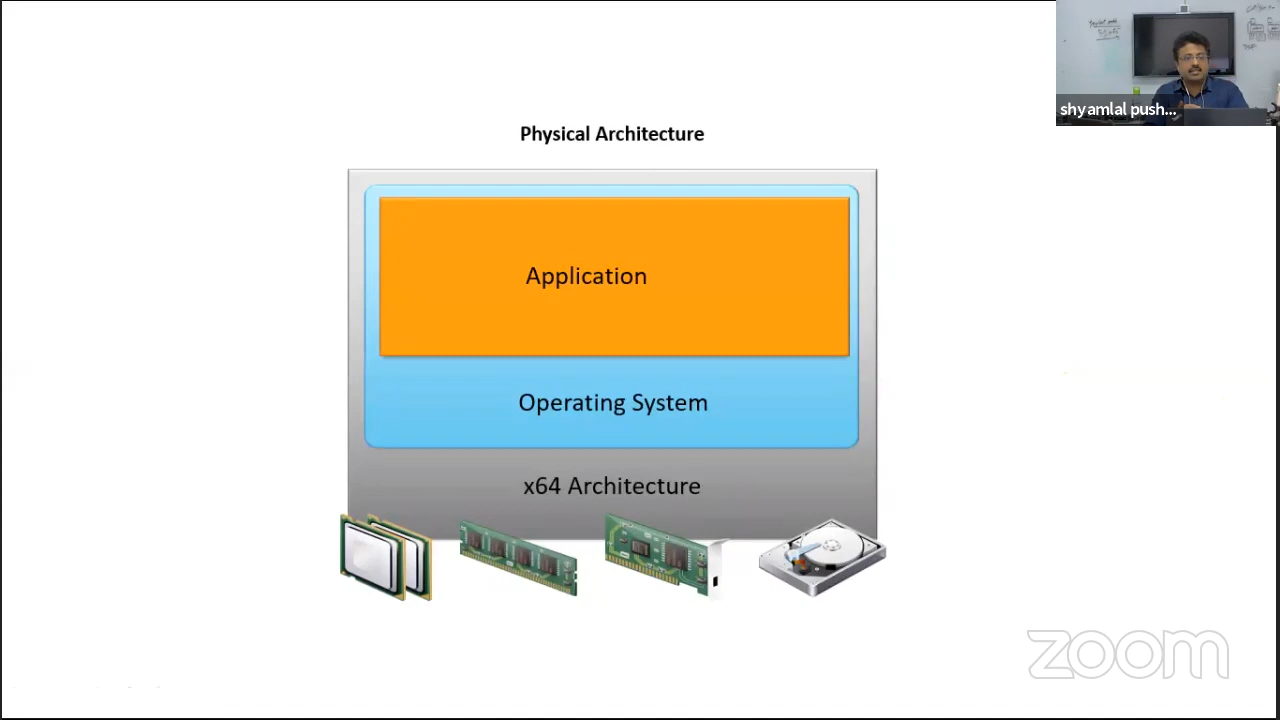 shyamlal push...
Physical Architecture
Application
Operating System
x64 Architecture
zoom